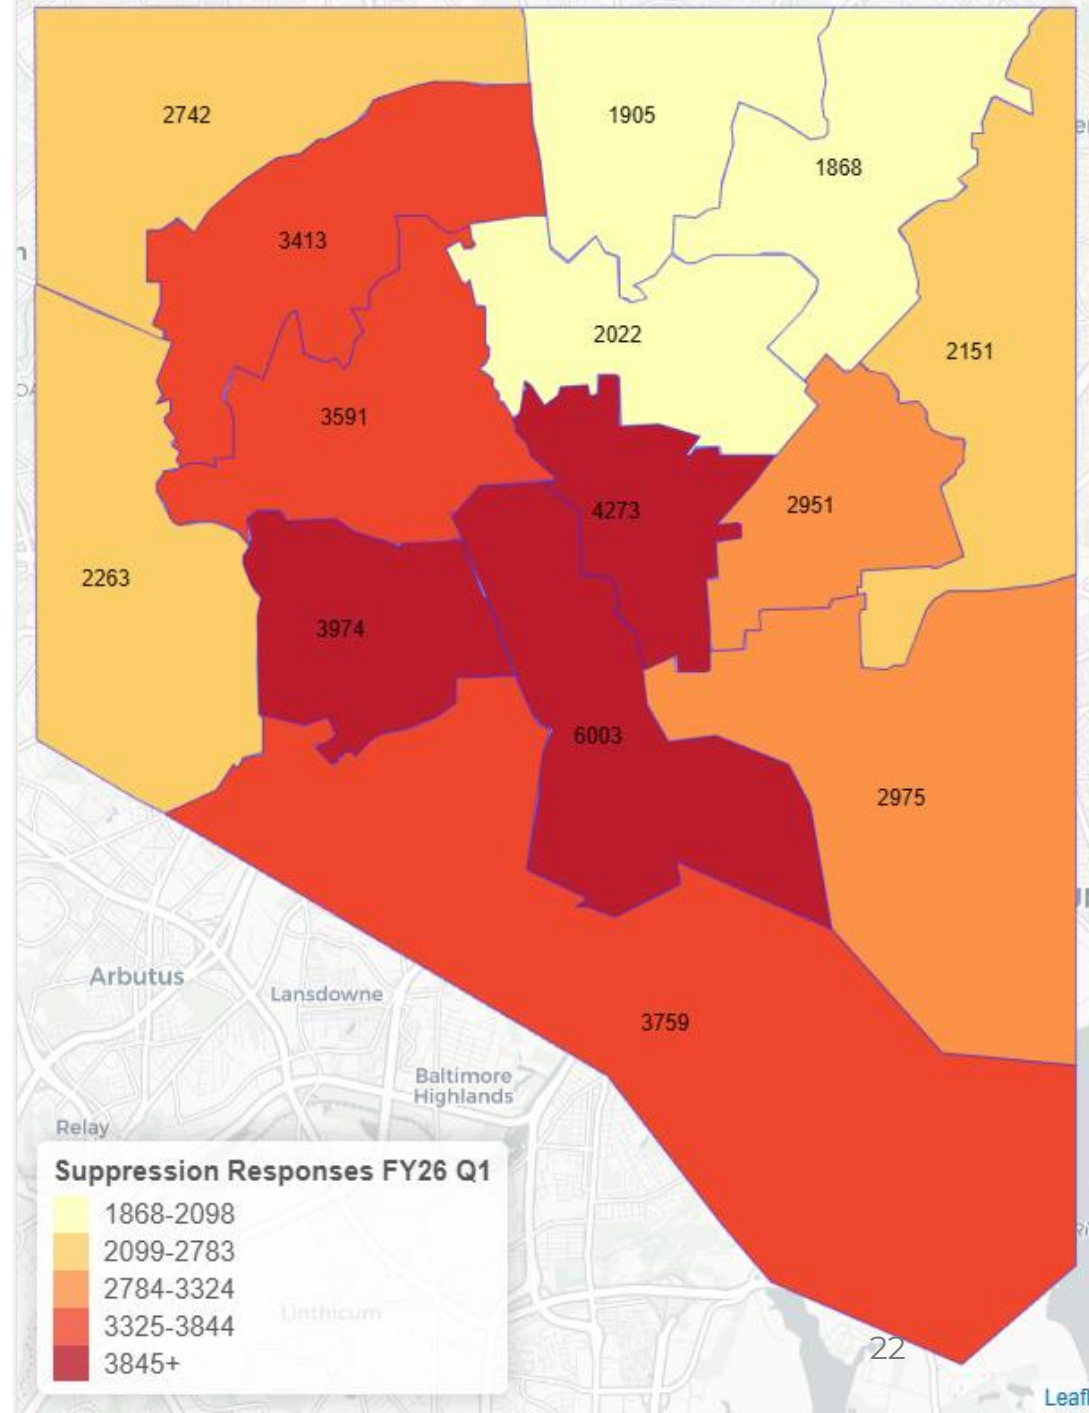 2742
1905
1868
3413
2022
2151
3591
4273
2951
2263
3974
6003
2975
Arbutus
Lansdowne
3759
Baltimore
Highlands
Relay
Suppression Responses FY26 Q1
1868-2098
2099-2783
2784-3324
3325-3844
3845+
Linthicum
22